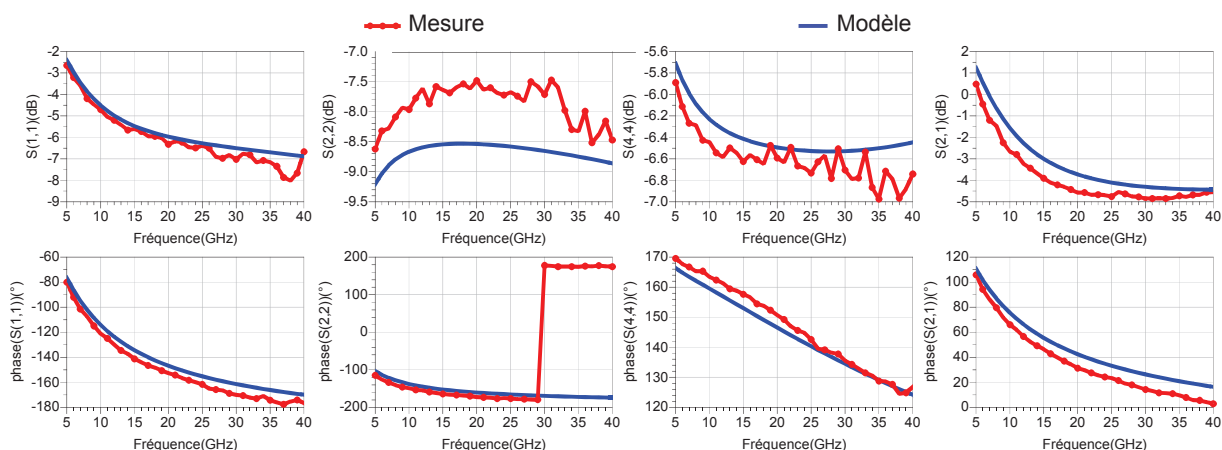 Mesure
Modèle
S(1,1)(dB)
-2
-3
-4
-5
-6
-7
-8
-9
5 10 15 20 25 30 35 40
Fréquence(GHz)
S(2,2)(dB)
-7.0
-7.5
-8.0
-8.5
-9.0
-9.5
5 10 15 20 25 30 35 40
Fréquence(GHz)
S(4,4)(dB)
-5.6
-5.8
-6.0
-6.2
-6.4
-6.6
-6.8
-7.0
5 10 15 20 25 30 35 40
Fréquence(GHz)
S(2,1)(dB)
2
1
0
-1
-2
-3
-4
-5
5 10 15 20 25 30 35 40
Fréquence(GHz)
phase(S(1,1))(°)
-60
-80
-100
-120
-140
-160
-180
5 10 15 20 25 30 35 40
Fréquence(GHz)
phase(S(2,2))(°)
200
100
0
-100
-200
5 10 15 20 25 30 35 40
Fréquence(GHz)
phase(S(4,4))(°)
170
160
150
140
130
120
5 10 15 20 25 30 35 40
Fréquence(GHz)
phase(S(2,1))(°)
120
100
80
60
40
20
0
5 10 15 20 25 30 35 40
Fréquence(GHz)